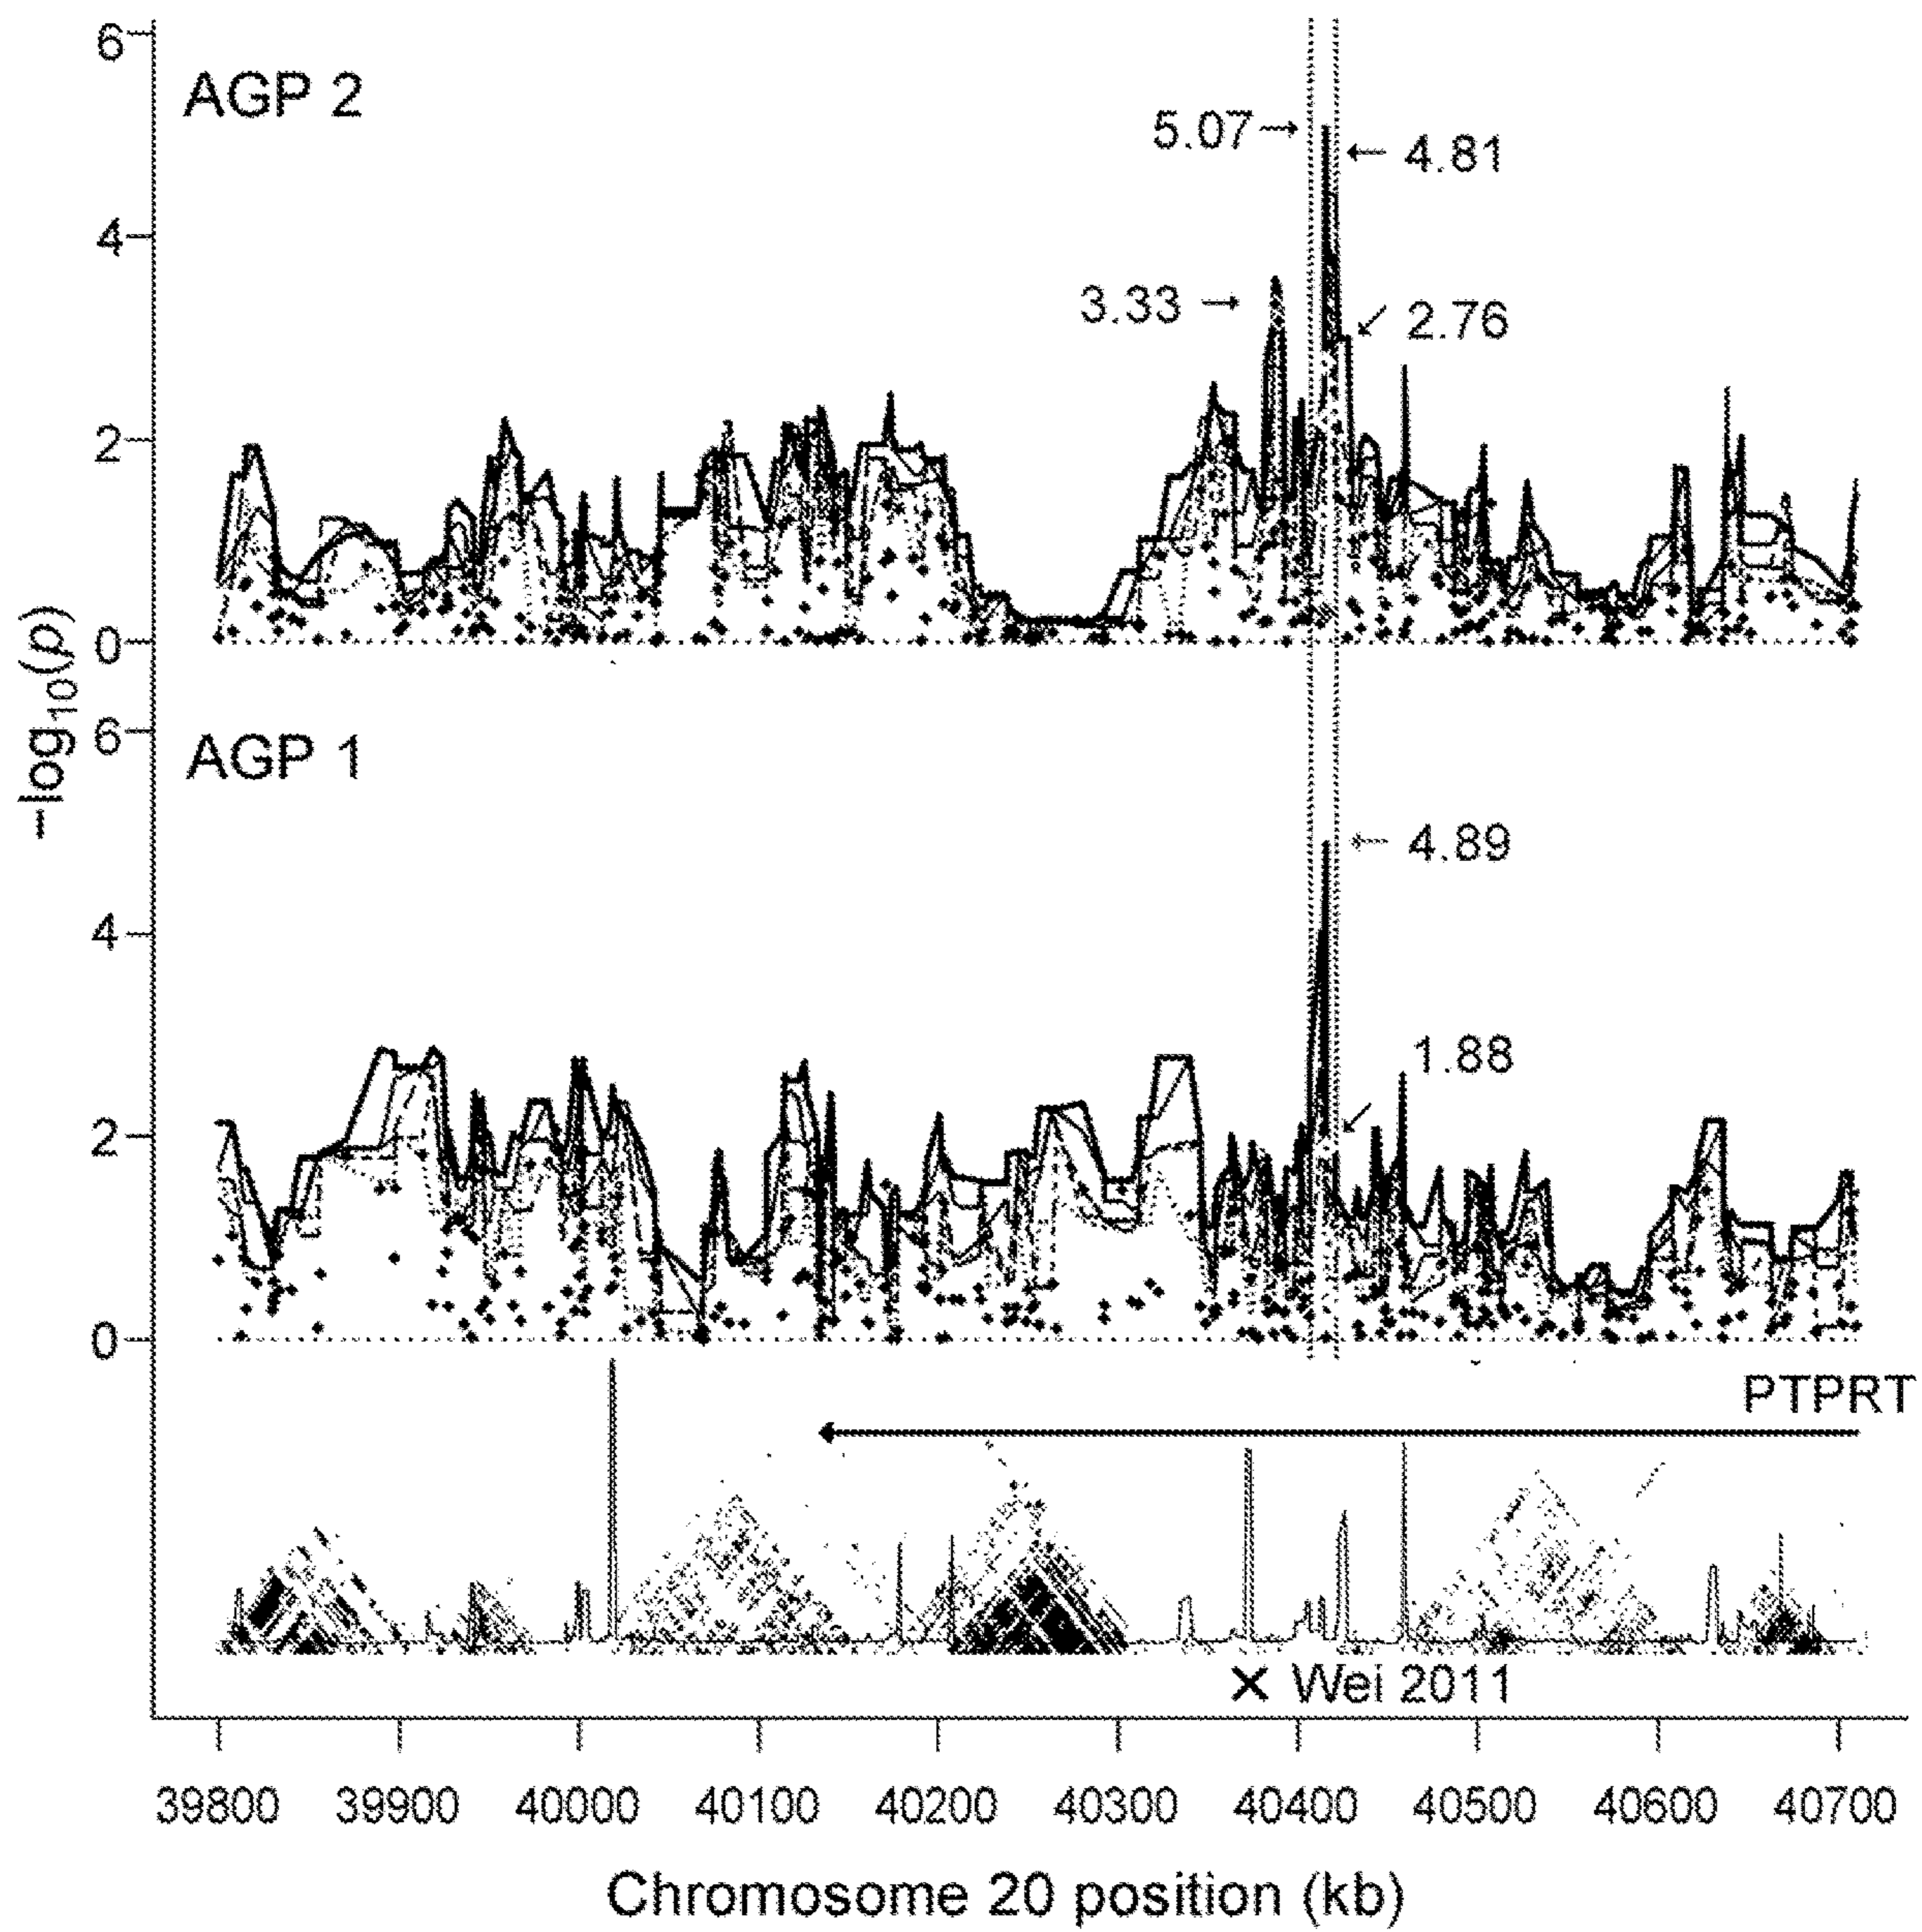 6
AGP 2
5.07→
← 4.81
4
3.33 →
↙ 2.76
2
0
−log10(p)
6
AGP 1
← 4.89
4
1.88
↙
2
0
PTPRT
× Wei 2011
39800 39900 40000 40100 40200 40300 40400 40500 40600 40700
Chromosome 20 position (kb)